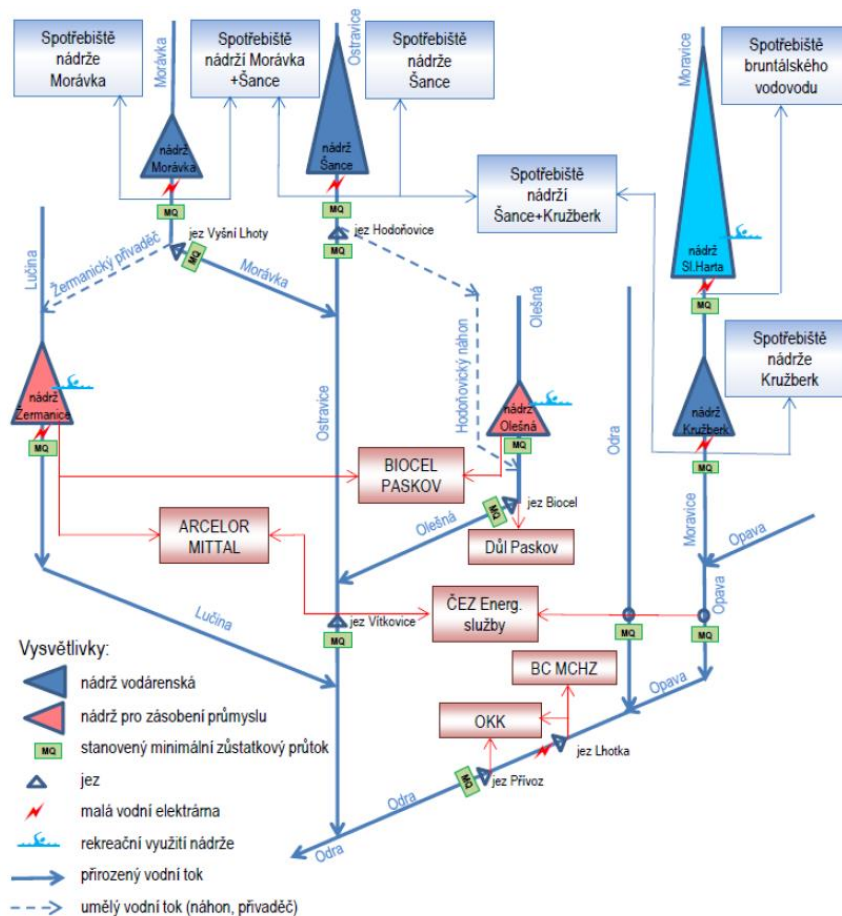 Spotřebiště
nádrže
Morávka
Morávka
Spotřebiště
nádrží Morávka
+Šance
Ostravice
Spotřebiště
nádrže
Šance
Moravice
Spotřebiště
bruntálského
vodovodu
nádrž
Morávka
nádrž
Šance
Spotřebiště
nádrží
Šance+Kružberk
MQ
MQ
jez Vyšní Lhoty
jez Hodoňovice
MQ
MQ
Lučina
Žermanický přivaděč
Morávka
nádrž
Sl.Harta
MQ
Olešná
Hodoňovický náhon
Spotřebiště
nádrže
Kružberk
nádrž
Žermanice
Ostravice
nádrž
Olešná
Odra
nádrž
Kružberk
MQ
MQ
MQ
BIOCEL
PASKOV
jez Biocel
MQ
Olešná
Moravice
Opava
ARCELOR
MITTAL
Důl Paskov
ČEZ Energ.
služby
Opava
jez Vítkovice
MQ
MQ
MQ
Lučina
BC MCHZ
Opava
OKK
jez Lhotka
jez Přívoz
MQ
Odra
Odra
Vysvětlivky:
nádrž vodárenská
nádrž pro zásobení průmyslu
MQ stanovený minimální zůstatkový průtok
jez
malá vodní elektrárna
rekreační využití nádrže
přirozený vodní tok
umělý vodní tok (náhon, přivaděč)